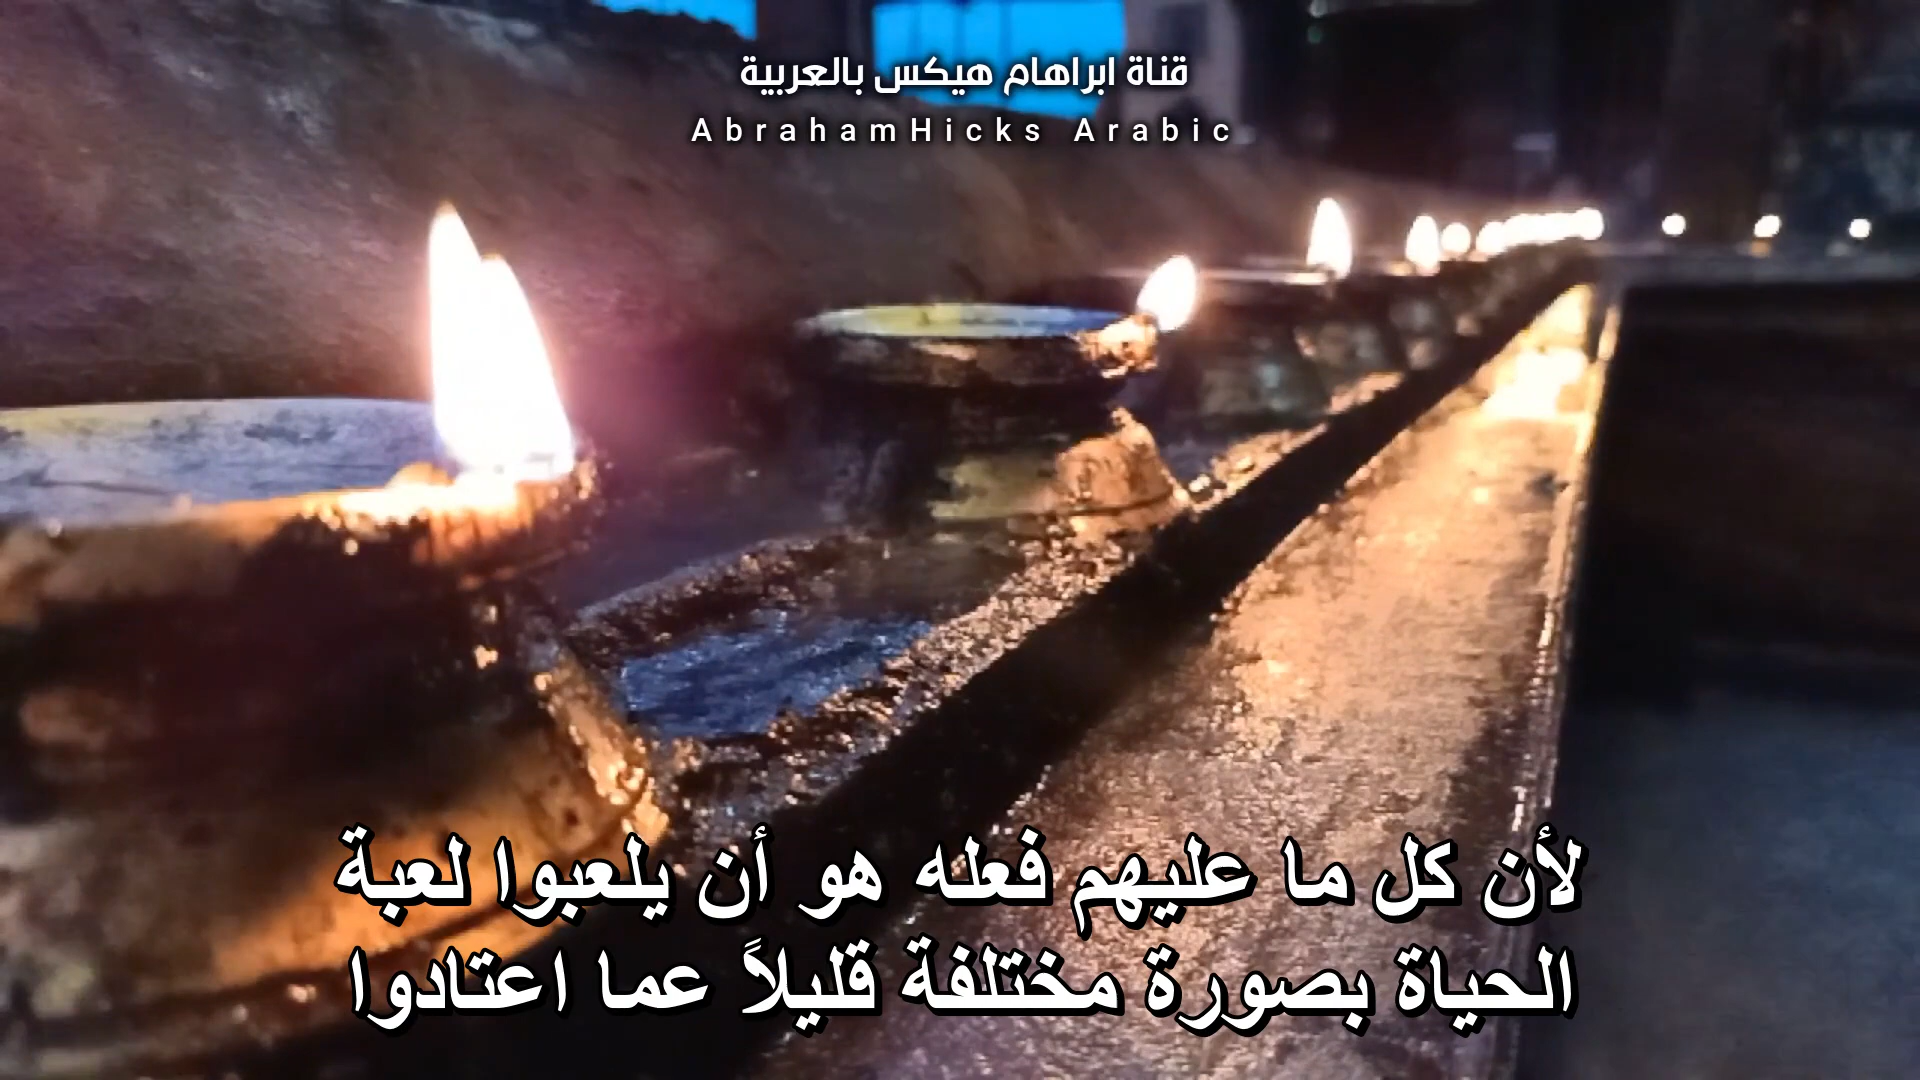 قناة ابراهام هيكس بالعربية
AbrahamHicks Arabic
لأن كل ما عليهم فعله هو أن يلعبوا لعبة
الحياة بصورة مختلفة قليلاً عما اعتادوا